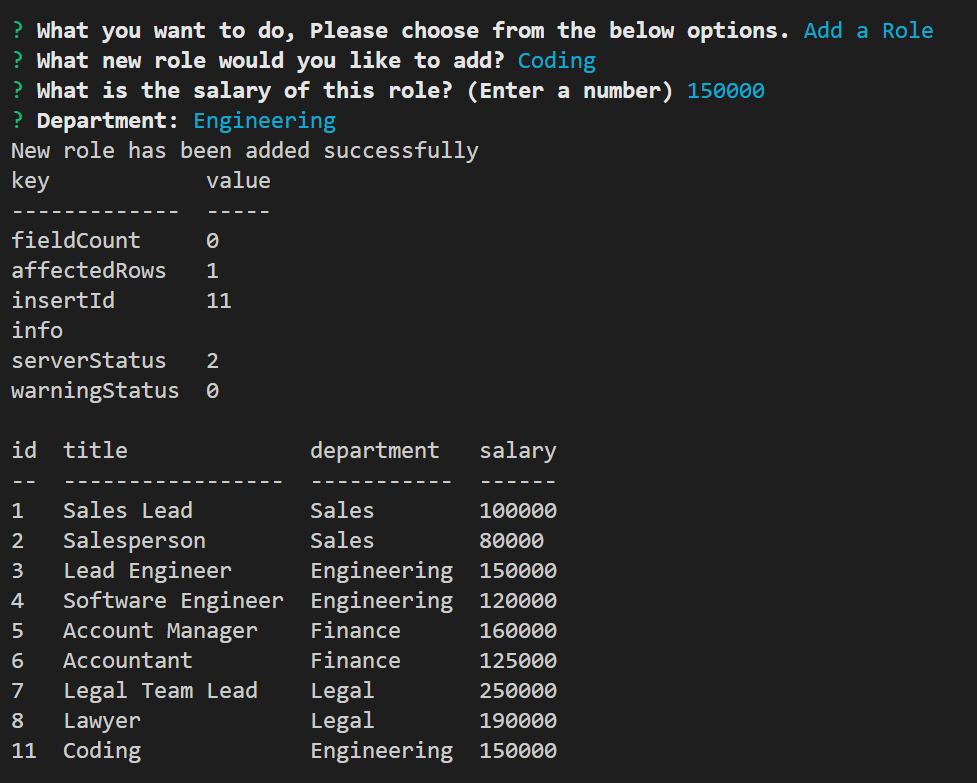 ? What you want to do, Please choose from the below options. Add a Role
? What new role would you like to add? Coding
? What is the salary of this role? (Enter a number) 150000
? Department: Engineering
New role has been added successfully
key            value
-------------  -----
fieldCount     0
affectedRows   1
insertId       11
info
serverStatus   2
warningStatus  0

id  title              department   salary
--  -----------------  -----------  ------
1   Sales Lead         Sales        100000
2   Salesperson        Sales        80000
3   Lead Engineer      Engineering  150000
4   Software Engineer  Engineering  120000
5   Account Manager    Finance      160000
6   Accountant         Finance      125000
7   Legal Team Lead    Legal        250000
8   Lawyer             Legal        190000
11  Coding             Engineering  150000